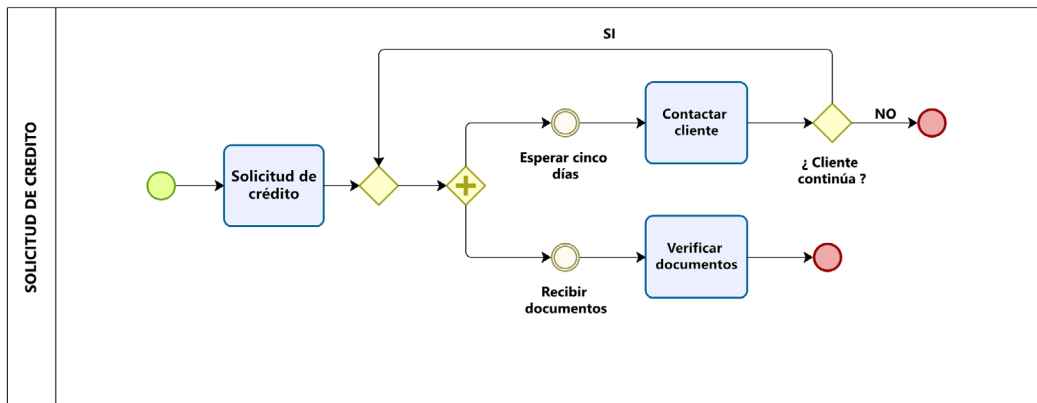 SOLICITUD DE CREDITO
Solicitud de
crédito
SI
Esperar cinco
días
Contactar
cliente
¿ Cliente
continúa ?
NO
Recibir
documentos
Verificar
documentos